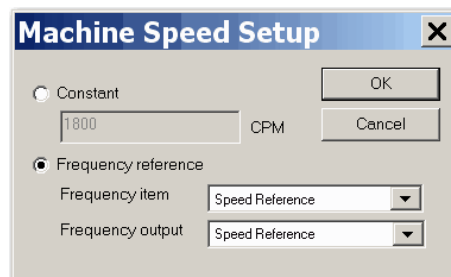 Machine Speed Setup
Constant
OK
1800 CPM
Cancel
Frequency reference
Frequency item Speed Reference
Frequency output Speed Reference